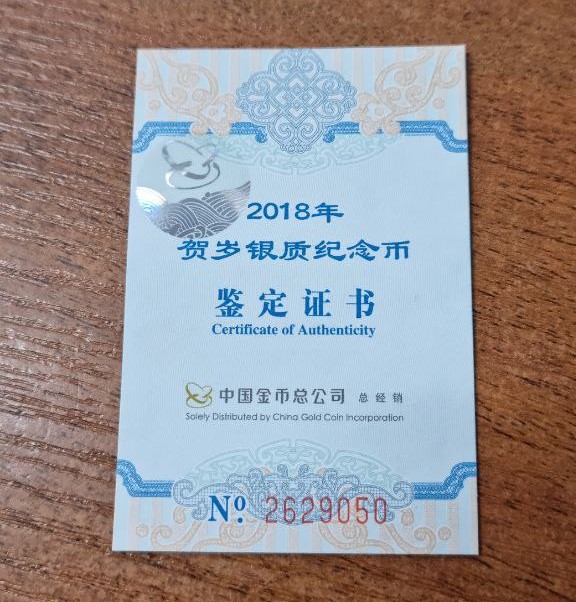 2018年
贺岁银质纪念币
鉴定证书
Certificate of Authenticity
中国金币总公司 总经销
Solely Distributed by China Gold Coin Incorporation
Nº. 2629050